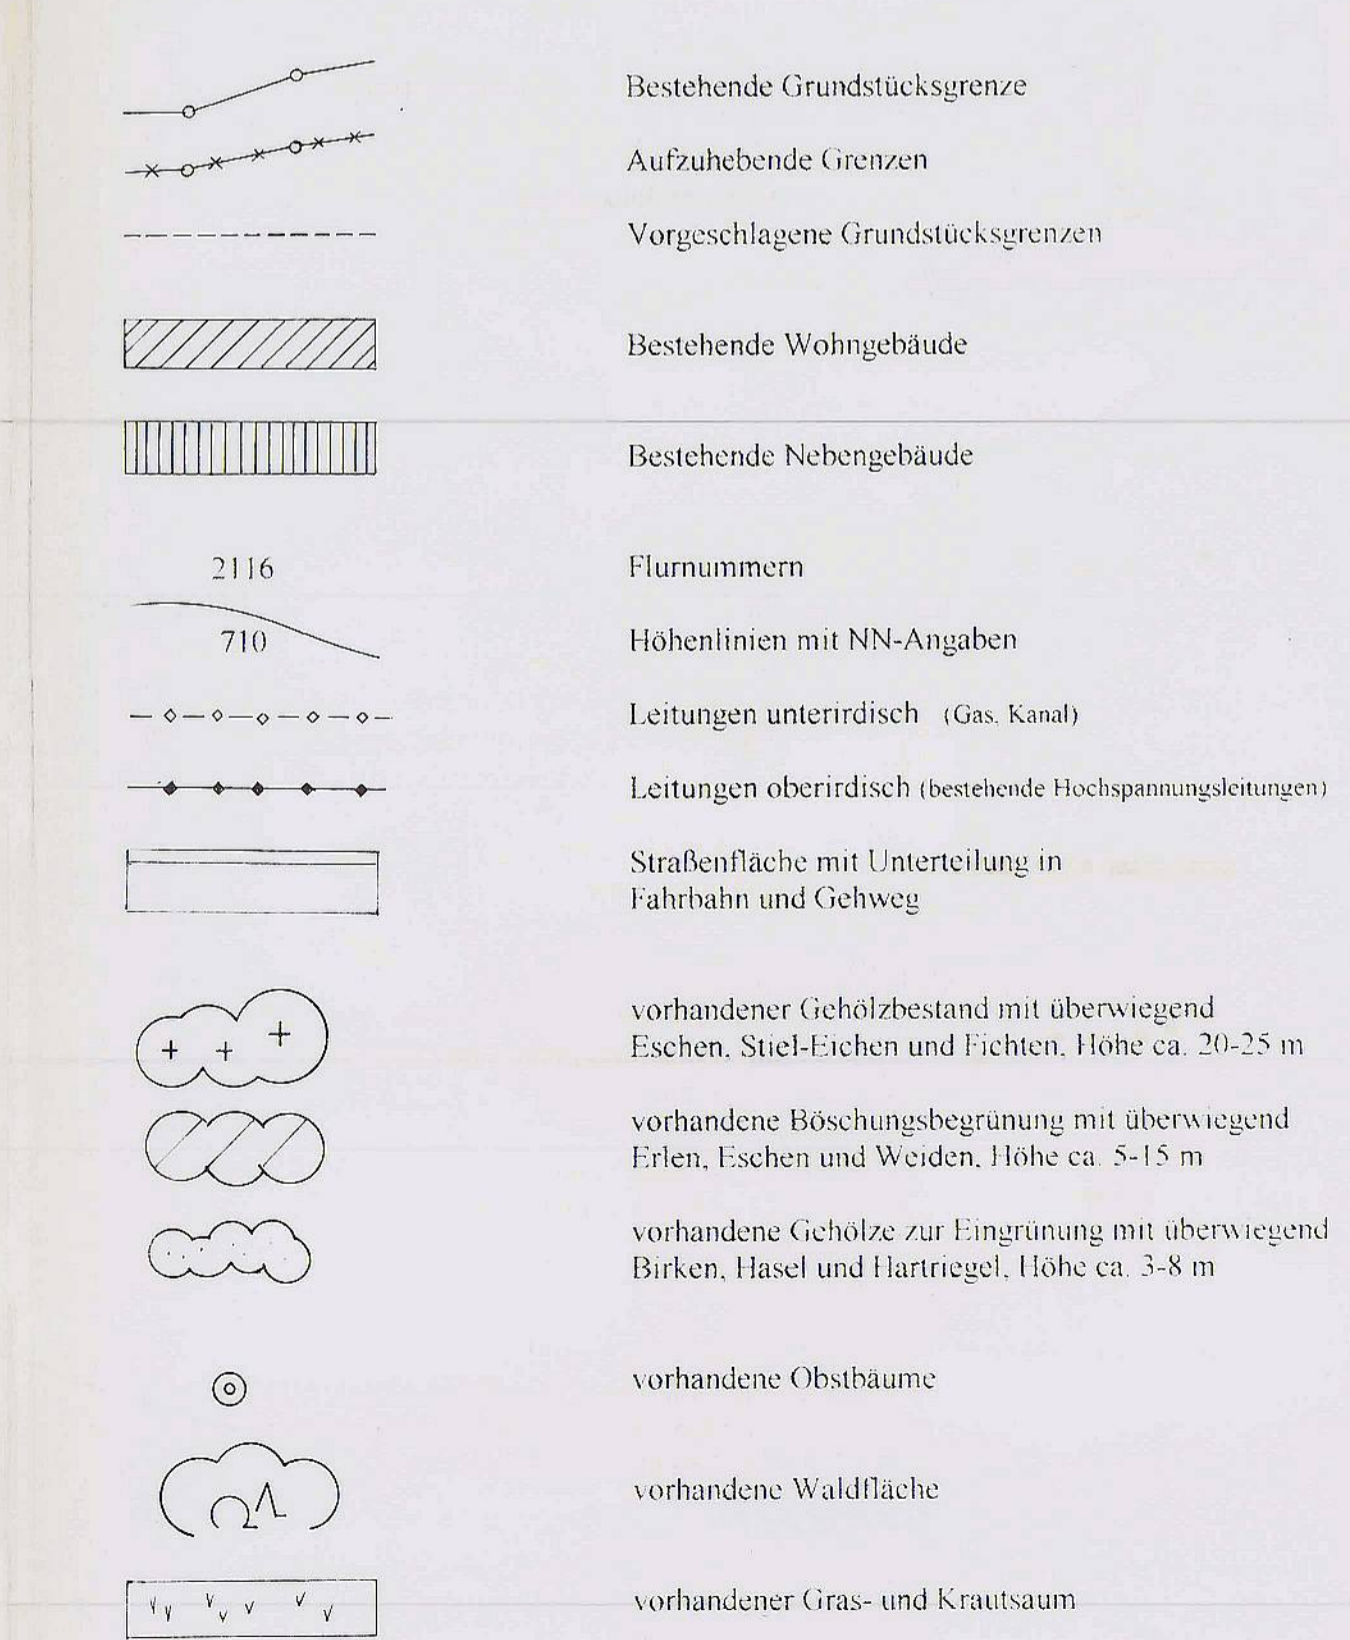 Bestehende Grundstücksgrenze
Aufzuhebende Grenzen
Vorgeschlagene Grundstücksgrenzen
Bestehende Wohngebäude
Bestehende Nebengebäude
2116 Flurnummern
710 Höhenlinien mit NN-Angaben
Leitungen unterirdisch (Gas, Kanal)
Leitungen oberirdisch (bestehende Hochspannungsleitungen)
Straßenfläche mit Unterteilung in
Fahrbahn und Gehweg
vorhandener Gehölzbestand mit überwiegend
Eschen, Stiel-Eichen und Fichten, Höhe ca. 20-25 m
vorhandene Böschungsbegrünung mit überwiegend
Erlen, Eschen und Weiden, Höhe ca. 5-15 m
vorhandene Gehölze zur Eingrünung mit überwiegend
Birken, Hasel und Hartriegel, Höhe ca. 3-8 m
vorhandene Obstbäume
vorhandene Waldfläche
vorhandener Gras- und Krautsaum